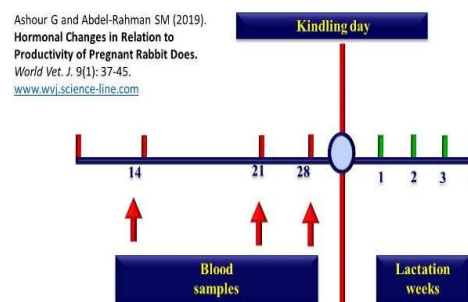 Ashour G and Abdel-Rahman SM (2019).
Hormonal Changes in Relation to
Productivity of Pregnant Rabbit Does.
World Vet. J. 9(1): 37-45.
www.wvj.science-line.com
Kindling day
14
21
28
1
2
3
Blood
samples
Lactation
weeks